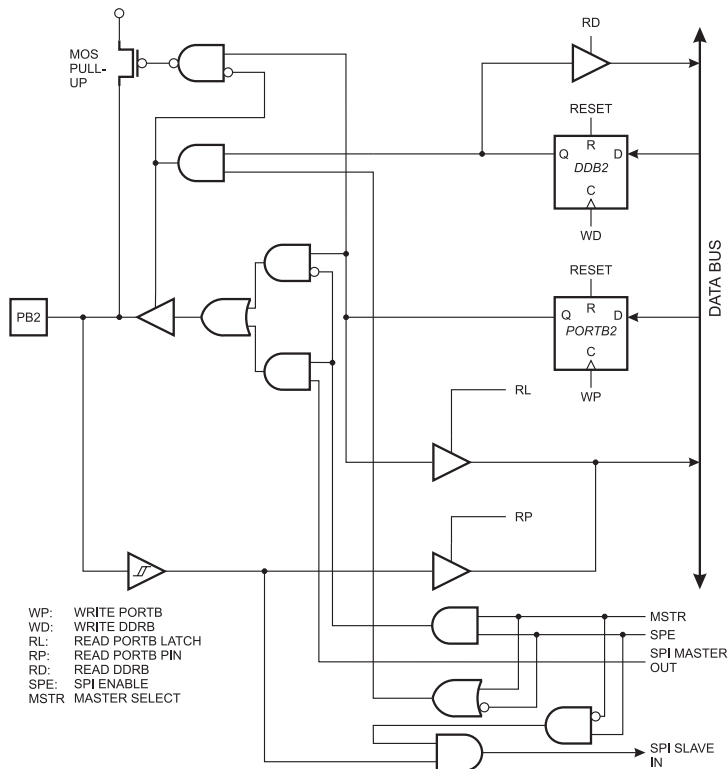 RD
MOS
PULL-
UP
RESET
R
Q
D
DDB2
C
WD
RESET
R
Q
D
PORTB2
C
WP
DATA BUS
PB2
RL
RP
WP: WRITE PORTB
WD: WRITE DDRB
RL: READ PORTB LATCH
RP: READ PORTB PIN
RD: READ DDRB
SPE: SPI ENABLE
MSTR MASTER SELECT
MSTR
SPE
SPI MASTER
OUT
SPI SLAVE
IN